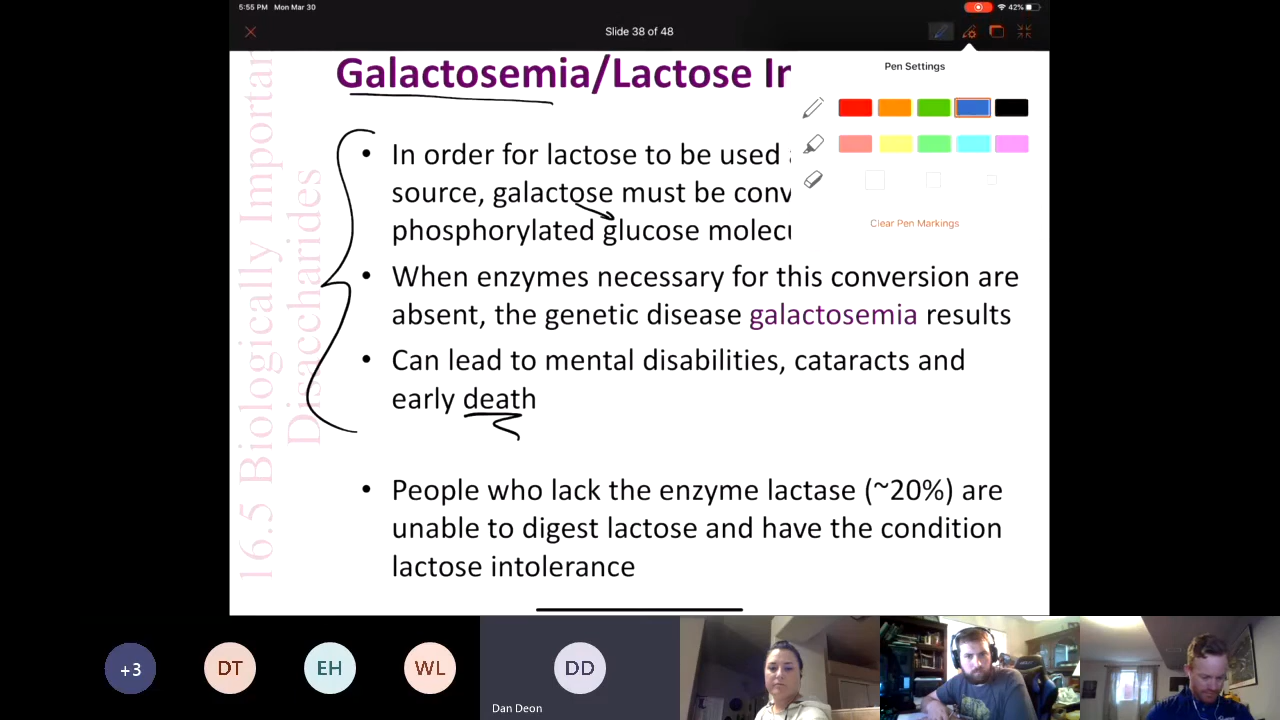 5:55 PM Mon Mar 30
42%
Slide 38 of 48
Pen Settings
Clear Pen Markings
16.5 Biologically Importan
Disaccharides
Galactosemia/Lactose In
• In order for lactose to be used
source, galactose must be conv
phosphorylated glucose molecu
• When enzymes necessary for this conversion are
absent, the genetic disease galactosemia results
• Can lead to mental disabilities, cataracts and
early death
• People who lack the enzyme lactase (~20%) are
unable to digest lactose and have the condition
lactose intolerance
+3
DT
EH
WL
DD
Dan Deon